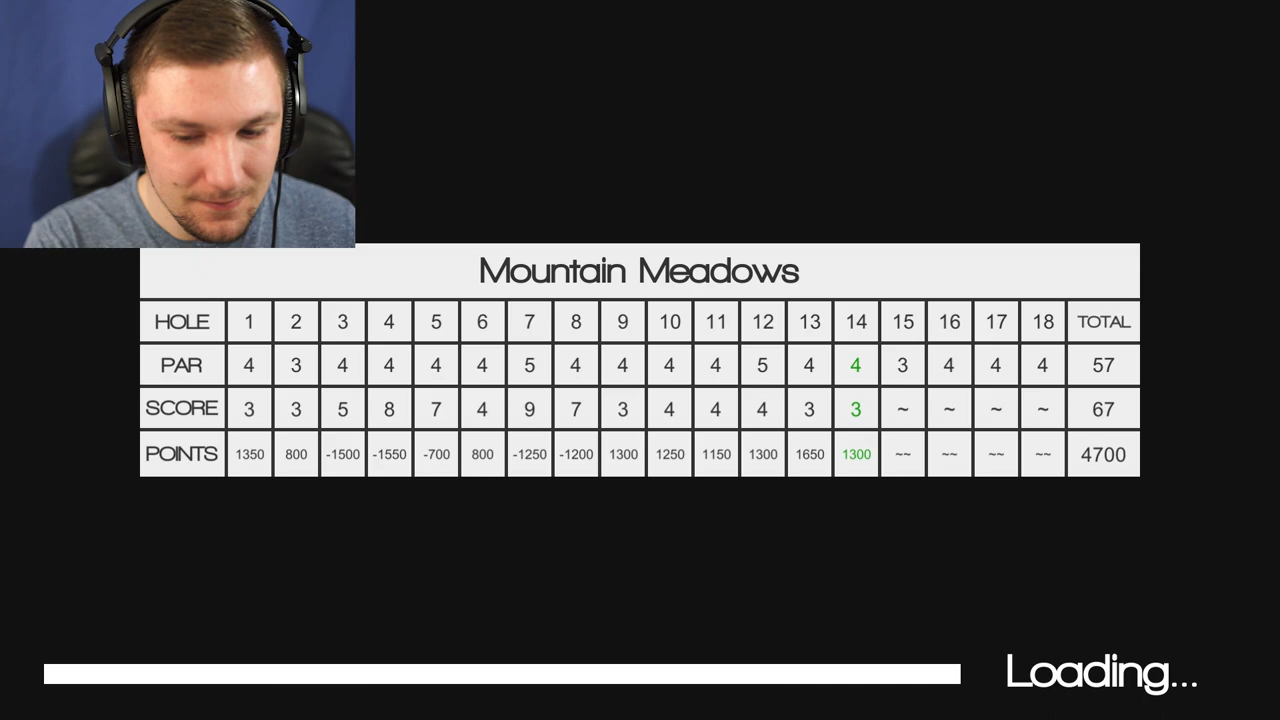 Mountain Meadows
HOLE 1 2 3 4 5 6 7 8 9 10 11 12 13 14 15 16 17 18 TOTAL
PAR 4 3 4 4 4 4 5 4 4 4 4 5 4 4 3 4 4 4 57
SCORE 3 3 5 8 7 4 9 7 3 4 4 4 3 3 ~ ~ ~ ~ 67
POINTS 1350 800 -1500 -1550 -700 800 -1250 -1200 1300 1250 1150 1300 1650 1300 ~~ ~~ ~~ ~~ 4700
Loading...